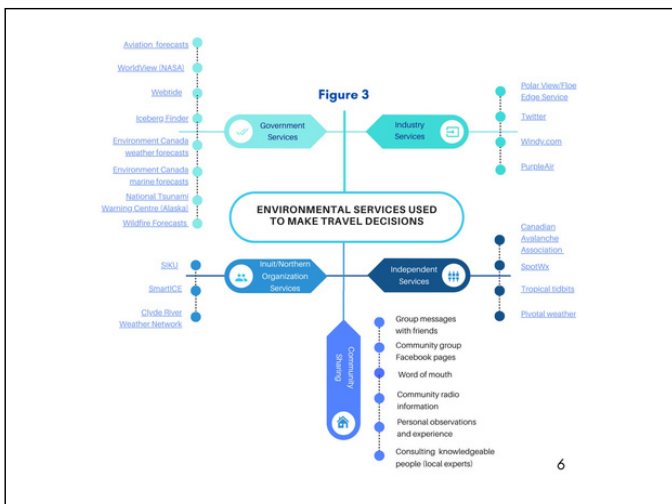 Figure 3
Aviation forecasts
WorldView (NASA)
Webtide
Iceberg Finder
Environment Canada
weather forecasts
Environment Canada
marine forecasts
National Tsunami
Warning Centre (Alaska)
Wildfire Forecasts
Government
Services
Industry
Services
Polar View/Floe
Edge Service
Twitter
Windy.com
PurpleAir
ENVIRONMENTAL SERVICES USED
TO MAKE TRAVEL DECISIONS
SIKU
SmartICE
Clyde River
Weather Network
Inuit/Northern
Organization
Services
Independent
Services
Canadian
Avalanche
Association
SpotWx
Tropical tidbits
Pivotal weather
Community
Sharing
Group messages
with friends
Community group
Facebook pages
Word of mouth
Community radio
information
Personal observations
and experience
Consulting knowledgeable
people (local experts)
6